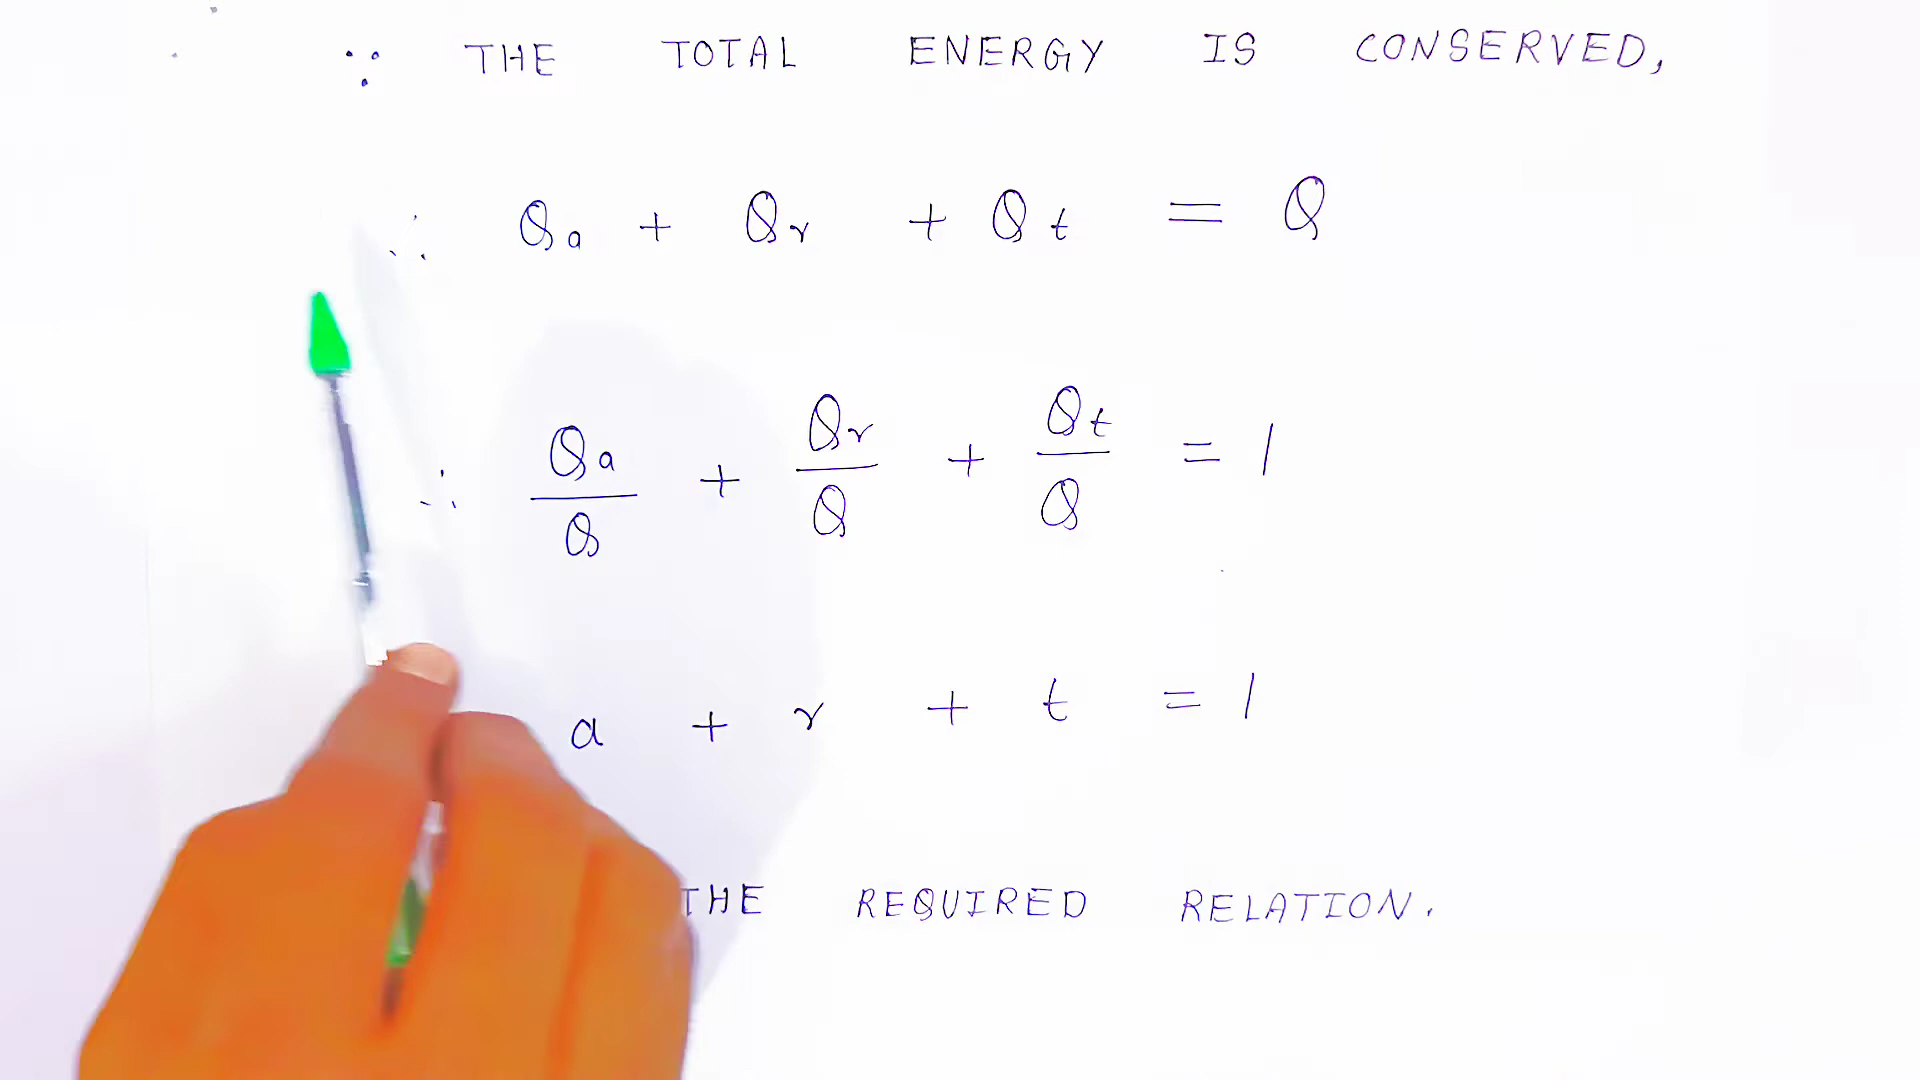 ∵ THE TOTAL ENERGY IS CONSERVED,
∴ Qa + Qr + Qt = Q
∴ Qa/Q + Qr/Q + Qt/Q = 1
a + r + t = 1
THE REQUIRED RELATION.